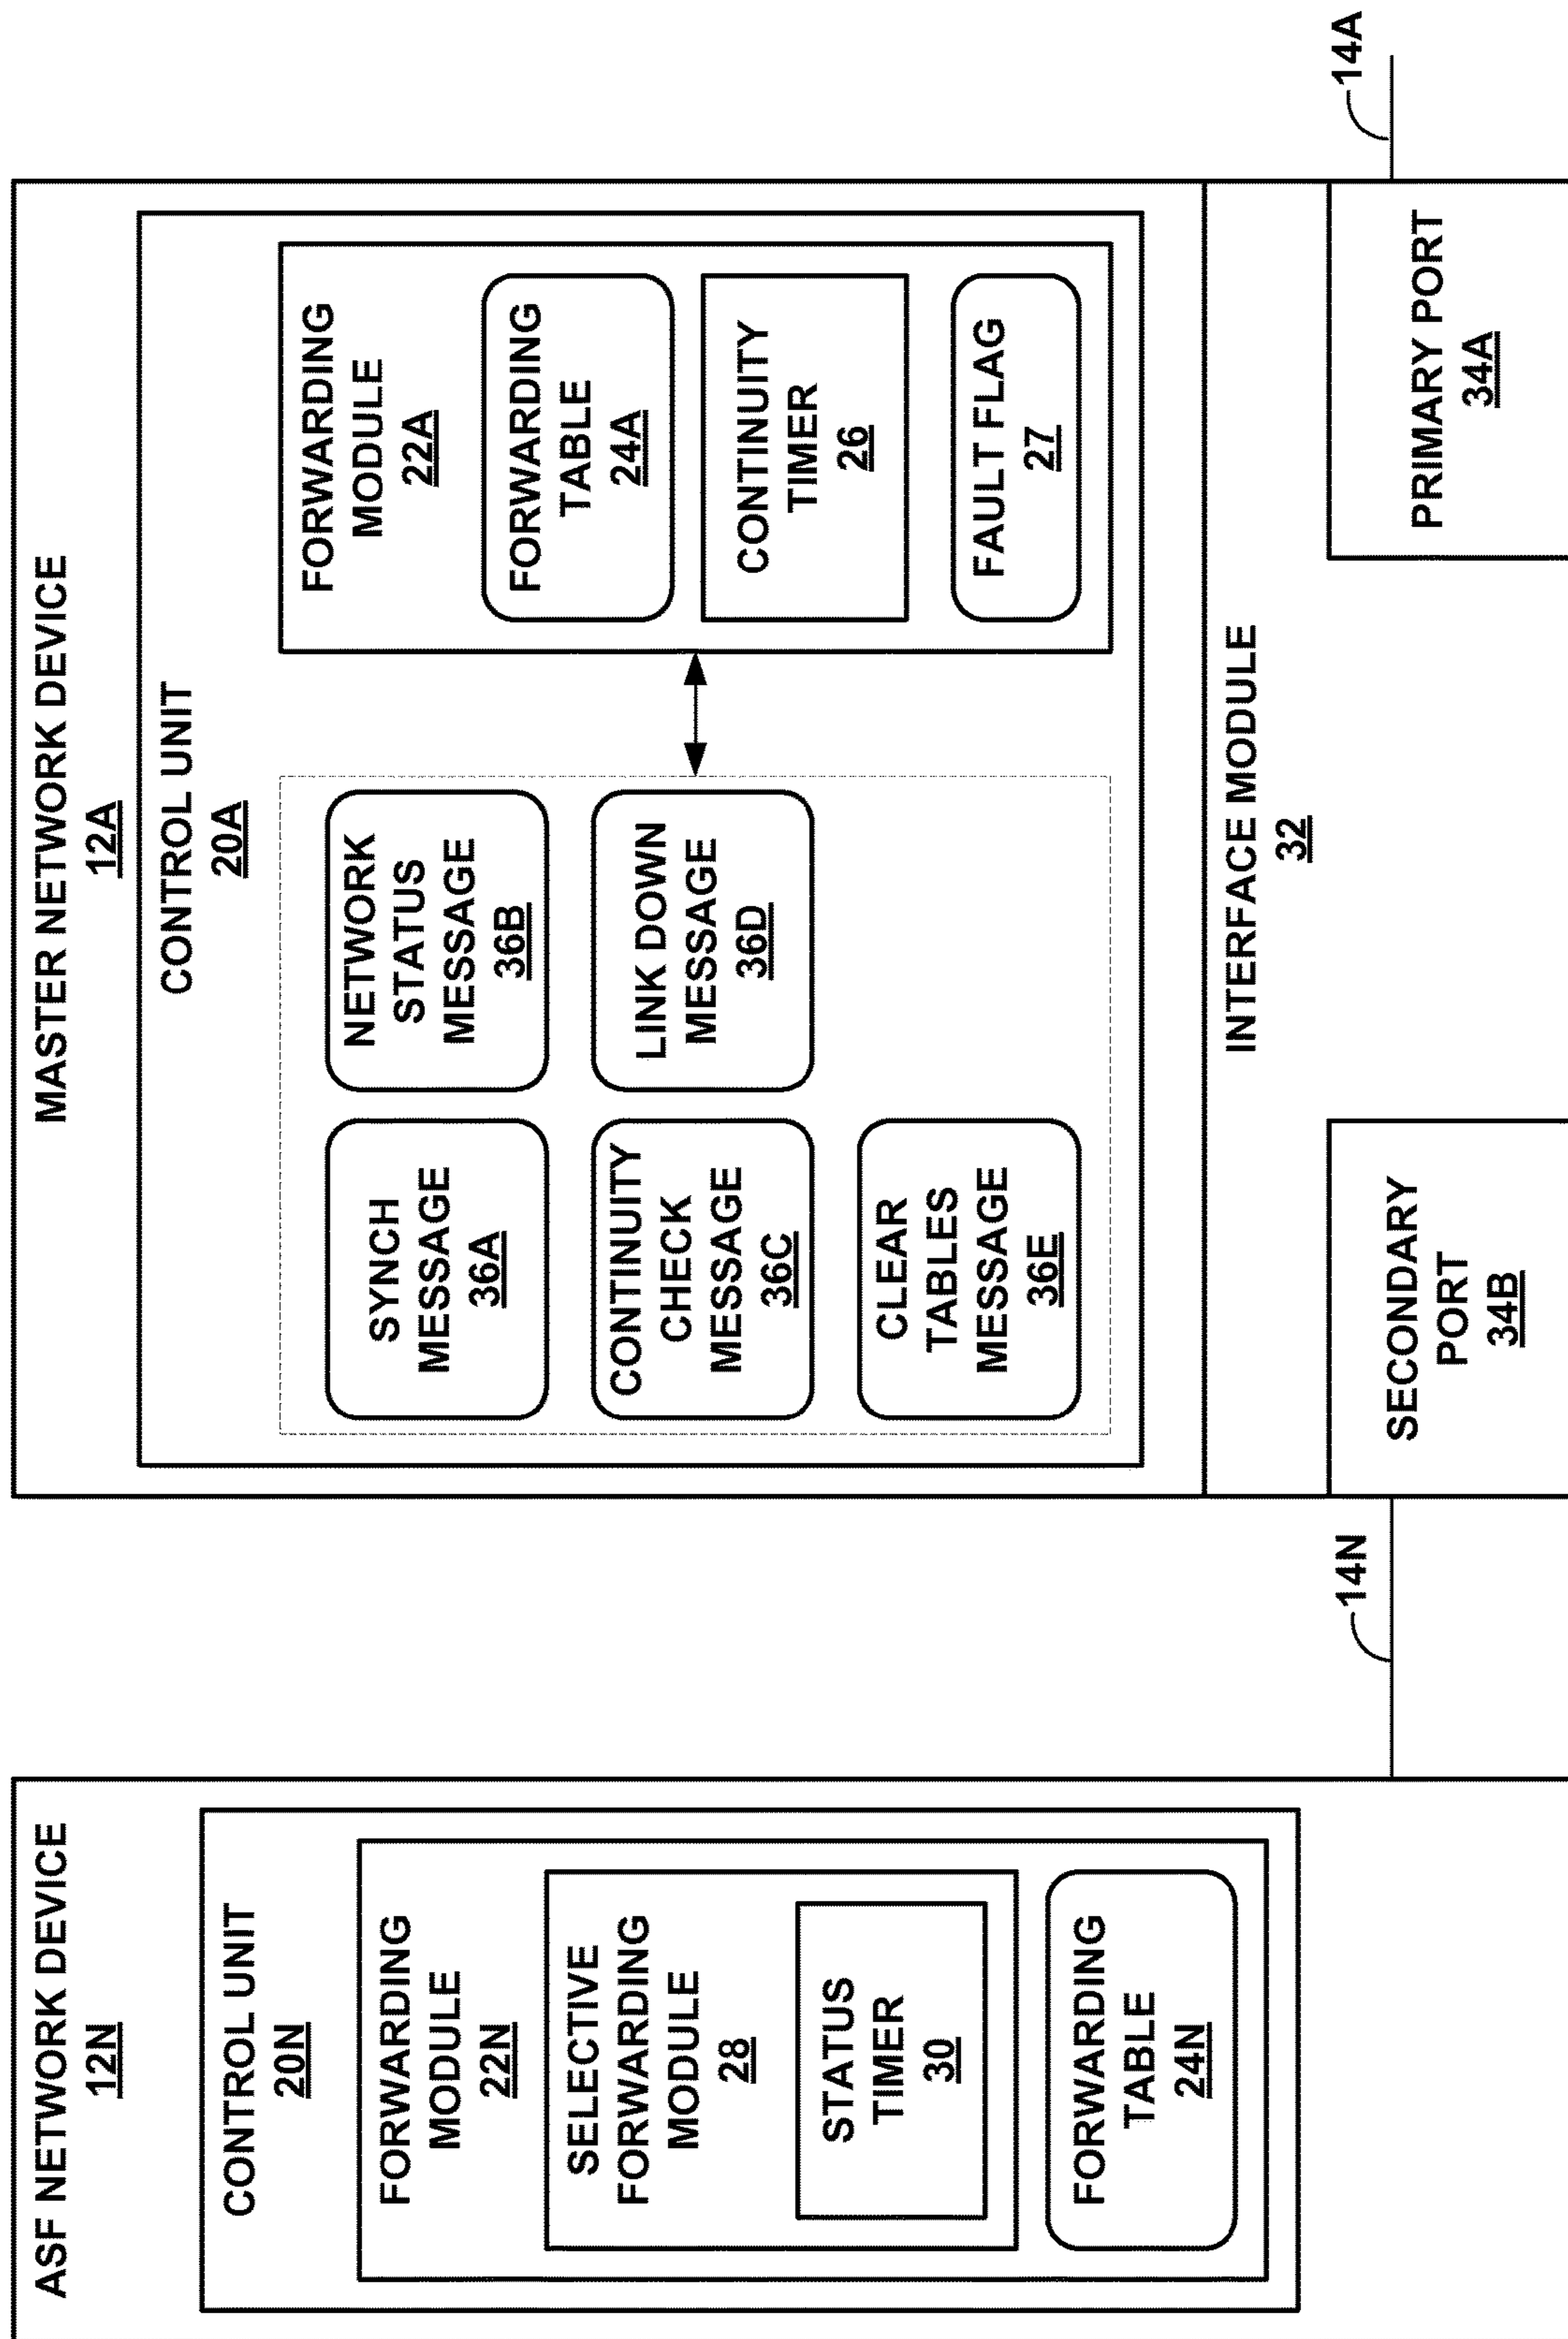 ASF NETWORK DEVICE
12N
CONTROL UNIT
20N
FORWARDING
MODULE
22N
SELECTIVE
FORWARDING
MODULE
28
STATUS
TIMER
30
FORWARDING
TABLE
24N
14N
MASTER NETWORK DEVICE
12A
CONTROL UNIT
20A
SYNCH
MESSAGE
36A
NETWORK
STATUS
MESSAGE
36B
CONTINUITY
CHECK
MESSAGE
36C
LINK DOWN
MESSAGE
36D
CLEAR
TABLES
MESSAGE
36E
FORWARDING
MODULE
22A
FORWARDING
TABLE
24A
CONTINUITY
TIMER
26
FAULT FLAG
27
INTERFACE MODULE
32
SECONDARY
PORT
34B
PRIMARY PORT
34A
14A